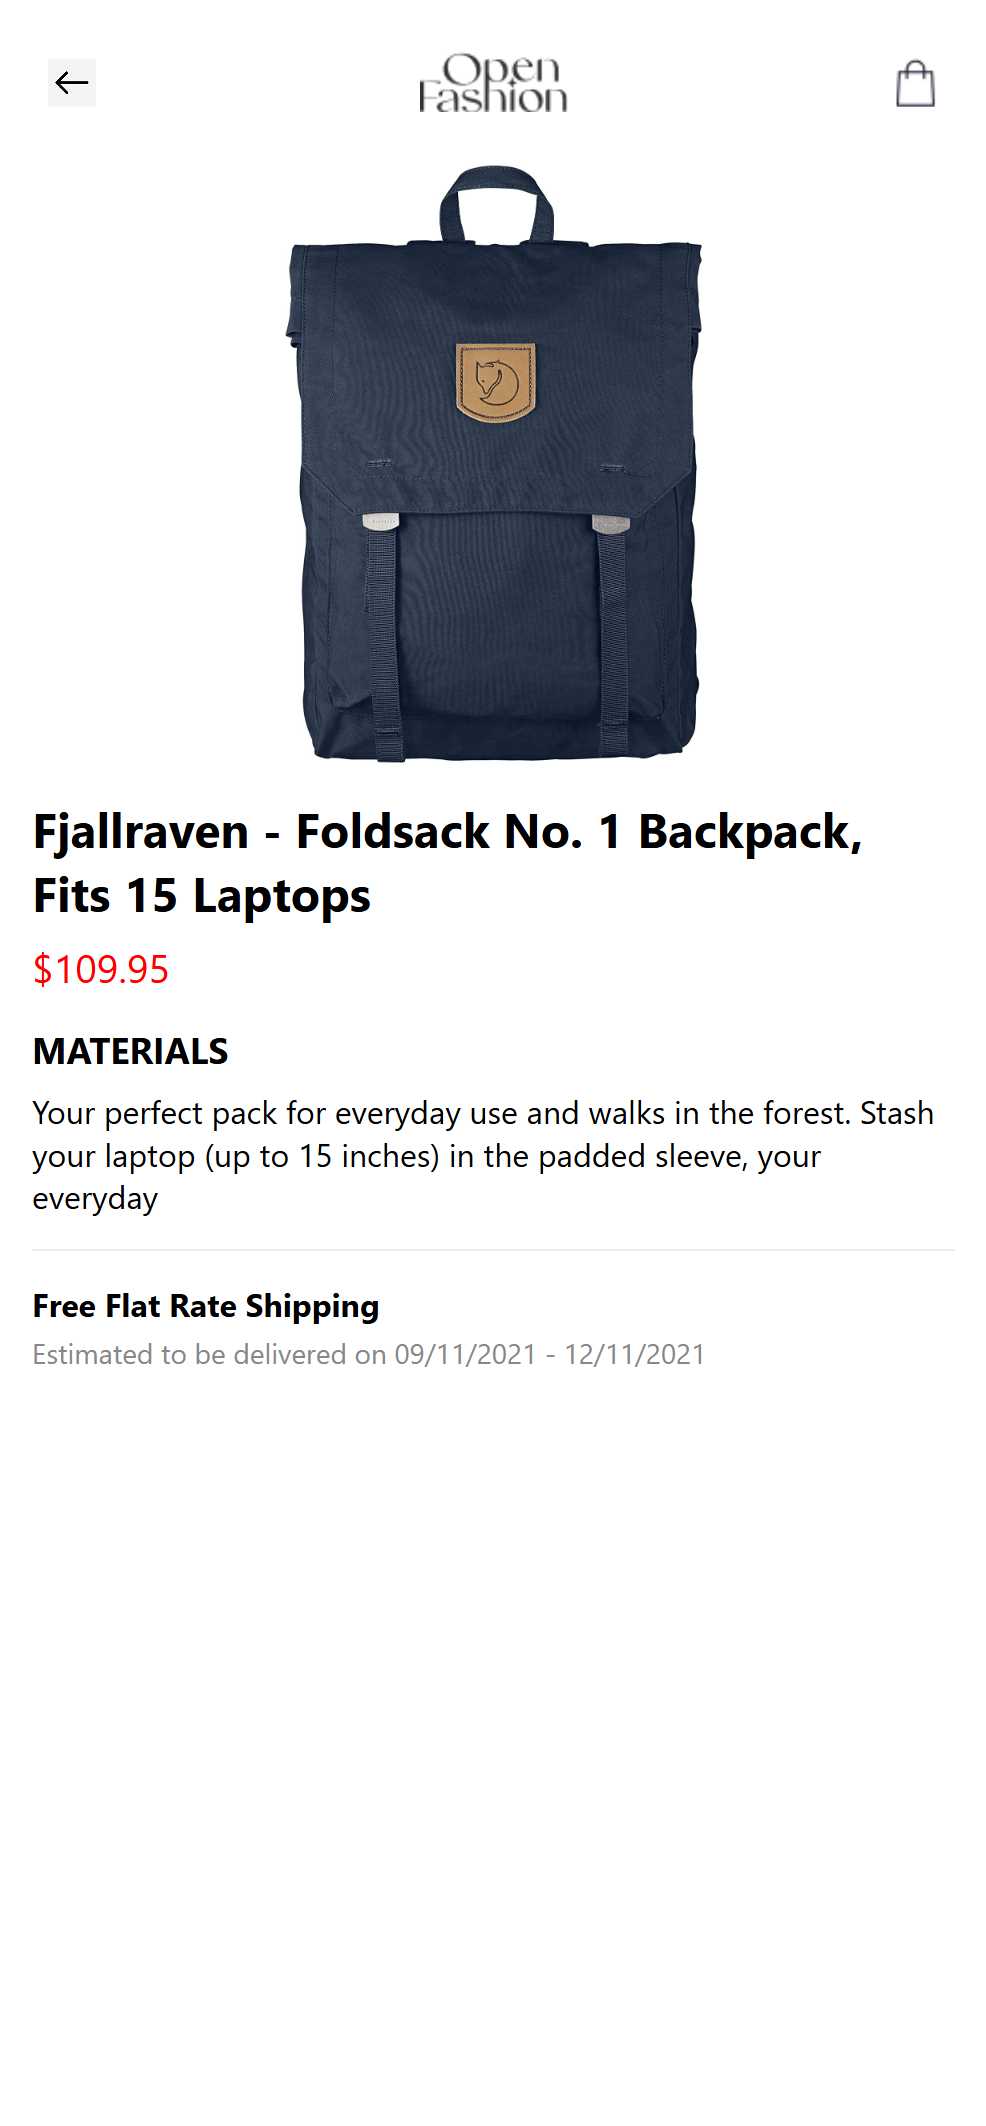 Open
Fashion
Fjallraven - Foldsack No. 1 Backpack,
Fits 15 Laptops
$109.95
MATERIALS
Your perfect pack for everyday use and walks in the forest. Stash
your laptop (up to 15 inches) in the padded sleeve, your
everyday
Free Flat Rate Shipping
Estimated to be delivered on 09/11/2021 - 12/11/2021